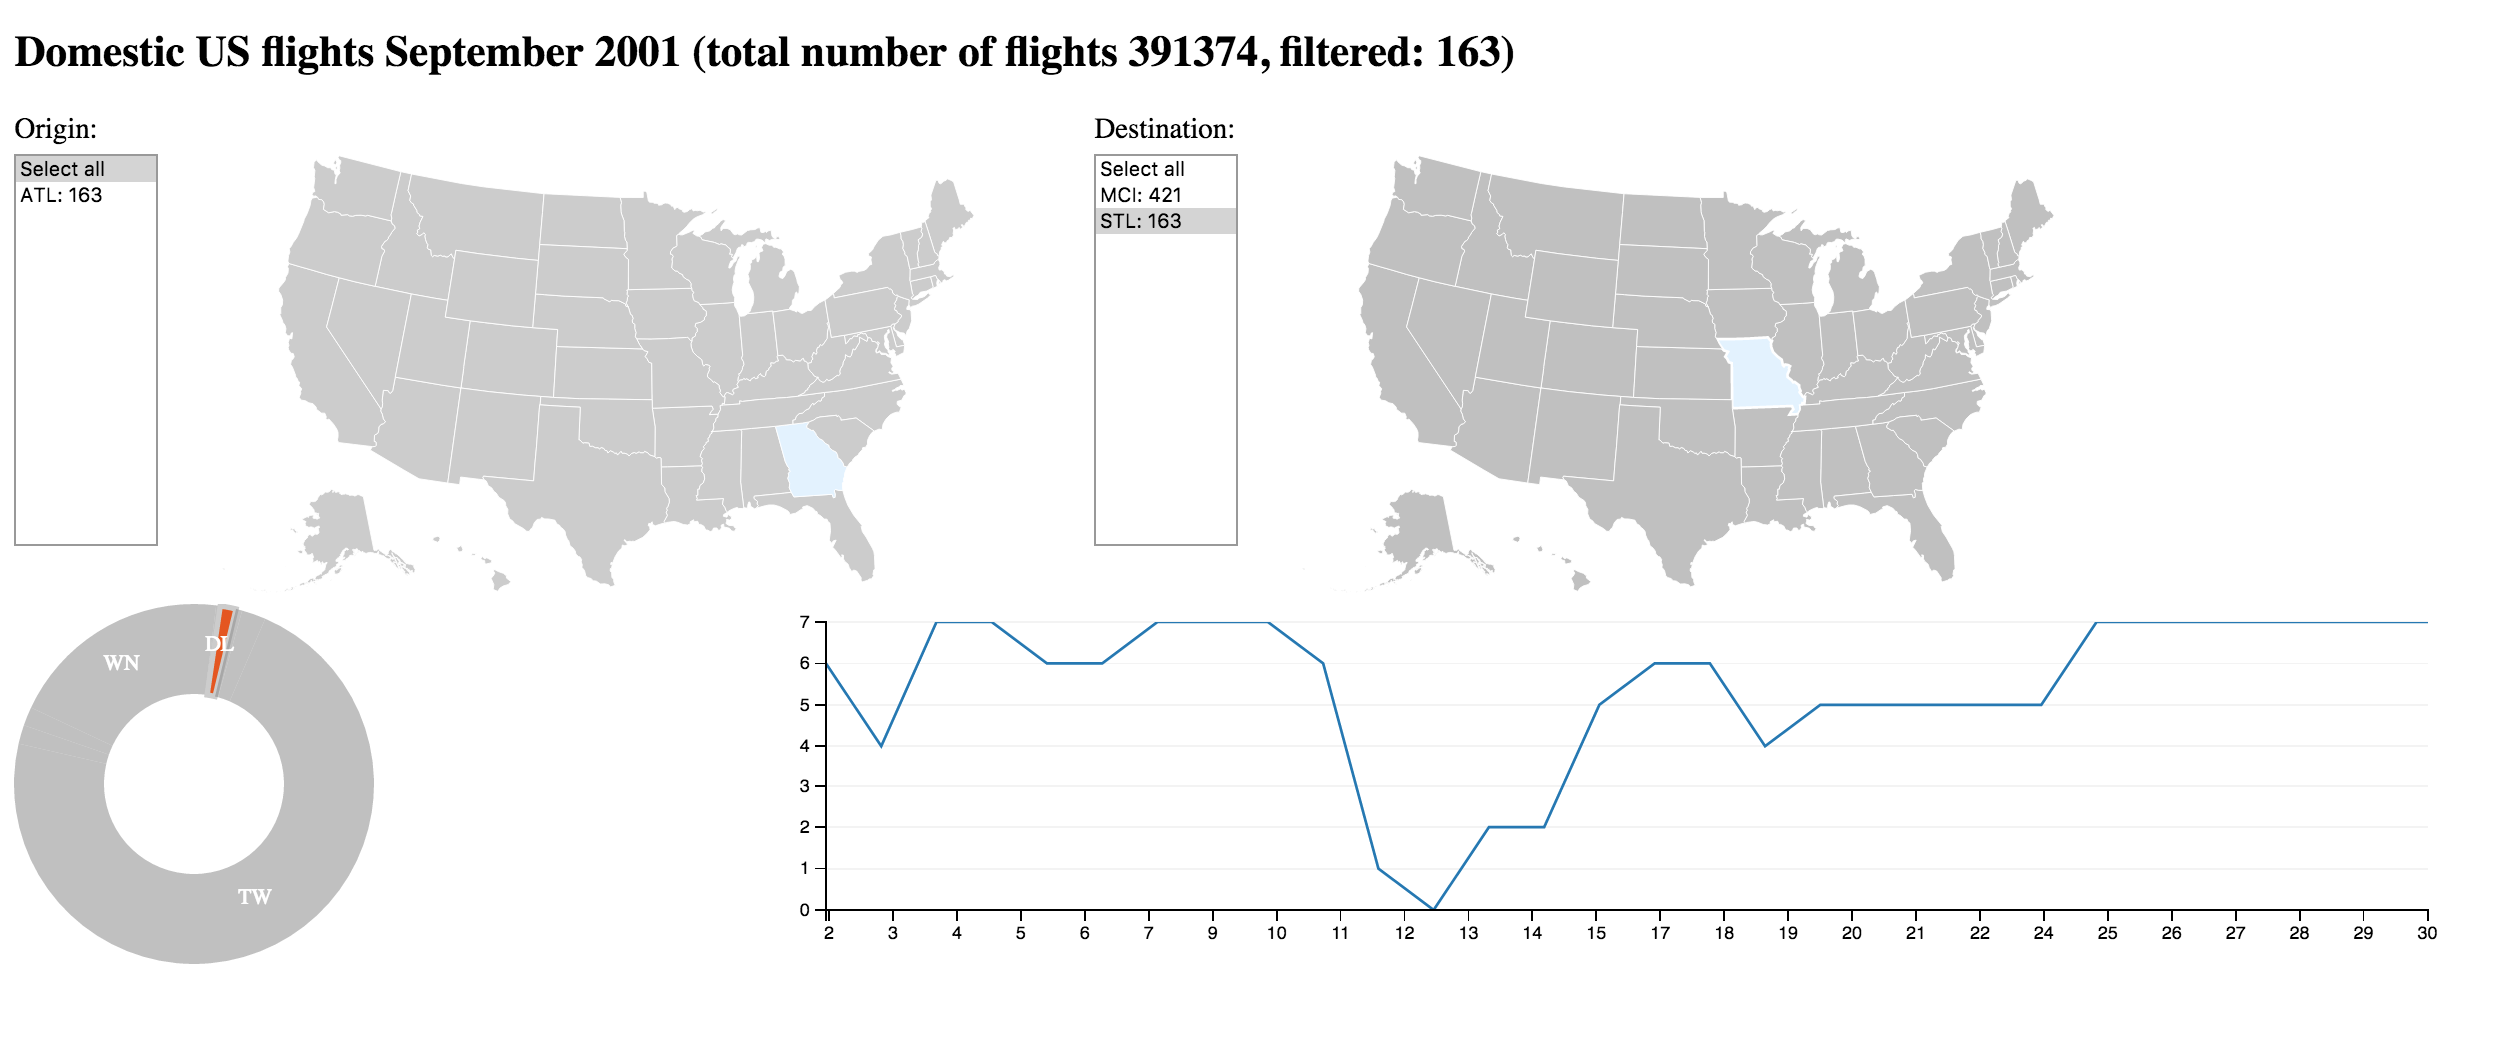 Domestic US flights September 2001 (total number of flights 391374, filtered: 163)
Origin:
Select all
ATL: 163
Destination:
Select all
MCI: 421
STL: 163
WN
DL
TW
7
6
5
4
3
2
1
0
2 3 4 5 6 7 9 10 11 12 13 14 15 17 18 19 20 21 22 24 25 26 27 28 29 30